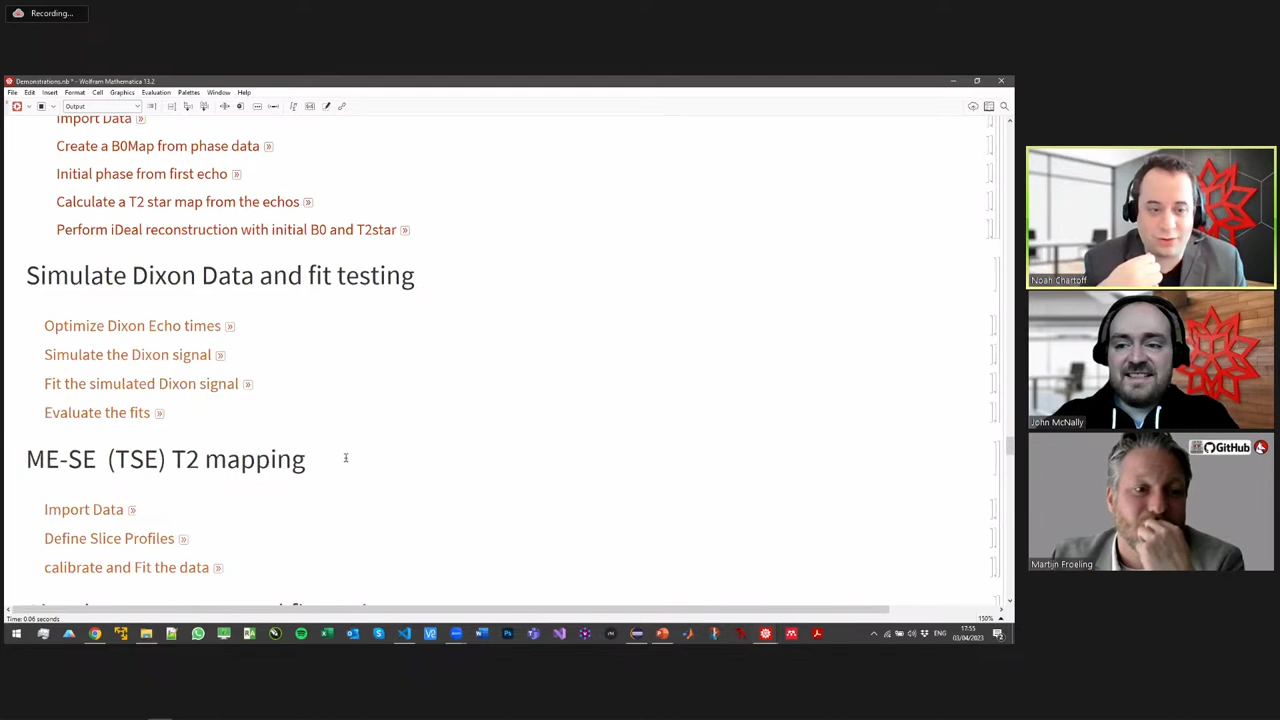 Recording...
Demonstrations.nb * - Wolfram Mathematica 13.2
File Edit Insert Format Cell Graphics Evaluation Palettes Window Help
Output
Import Data
Create a B0Map from phase data
Initial phase from first echo
Calculate a T2 star map from the echos
Perform iDeal reconstruction with initial B0 and T2star
Simulate Dixon Data and fit testing
Optimize Dixon Echo times
Simulate the Dixon signal
Fit the simulated Dixon signal
Evaluate the fits
ME-SE (TSE) T2 mapping
Import Data
Define Slice Profiles
calibrate and Fit the data
Time: 0.06 seconds
150%
ENG
17:55
03/04/2023
Noah Chartoff
John McNally
GitHub
Martijn Froeling